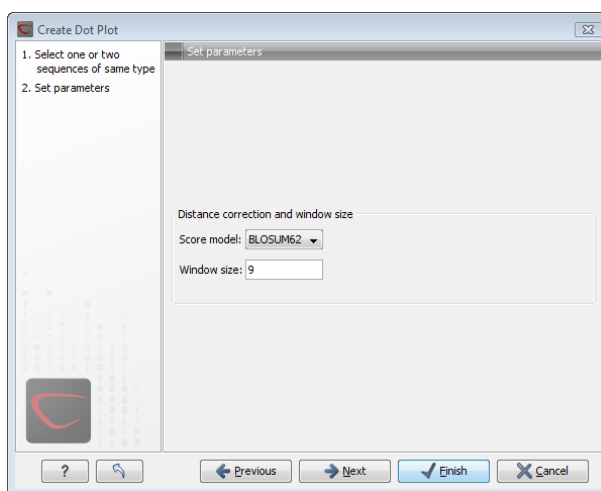 Create Dot Plot
1. Select one or two
sequences of same type
2. Set parameters
Set parameters
Distance correction and window size
Score model: BLOSUM62
Window size: 9
?
Previous
Next
Finish
Cancel